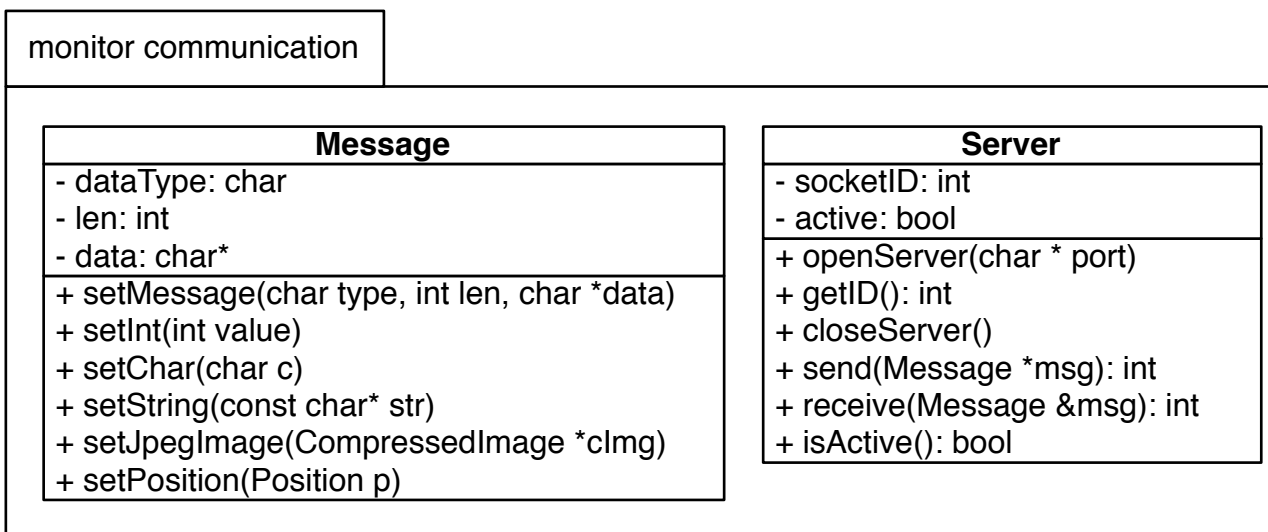 monitor communication
Message
- dataType: char
- len: int
- data: char*
+ setMessage(char type, int len, char *data)
+ setInt(int value)
+ setChar(char c)
+ setString(const char* str)
+ setJpegImage(CompressedImage *cImg)
+ setPosition(Position p)
Server
- socketID: int
- active: bool
+ openServer(char * port)
+ getID(): int
+ closeServer()
+ send(Message *msg): int
+ receive(Message &msg): int
+ isActive(): bool